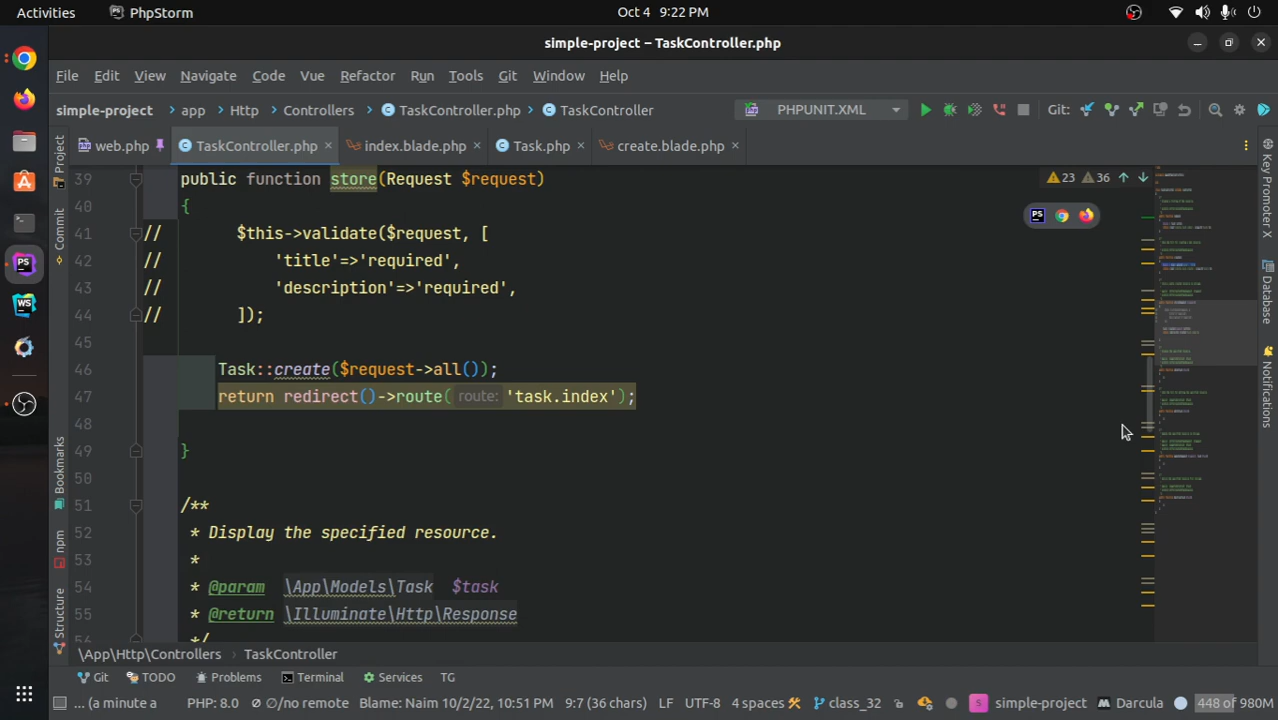 Activities PhpStorm Oct 4 9:22 PM
simple-project – TaskController.php
File Edit View Navigate Code Vue Refactor Run Tools Git Window Help
simple-project app Http Controllers TaskController.php TaskController PHPUNIT.XML Git:
web.php TaskController.php index.blade.php Task.php create.blade.php
39 public function store(Request $request) 23 36
40 {
41 // $this->validate($request, [
42 // 'title'=>'required',
43 // 'description'=>'required',
44 // ]);
45
46 Task::create($request->all());
47 return redirect()->route( route: 'task.index');
48
49 }
50
51 /**
52 * Display the specified resource.
53 *
54 * @param \App\Models\Task $task
55 * @return \Illuminate\Http\Response
56 */
Project
Commit
Bookmarks
npm
Structure
Key Promoter X
Database
Notifications
\App\Http\Controllers TaskController
Git TODO Problems Terminal Services TG
... (a minute a PHP: 8.0 ∅/no remote Blame: Naim 10/2/22, 10:51 PM 9:7 (36 chars) LF UTF-8 4 spaces class_32 S simple-project Darcula 448 of 980M